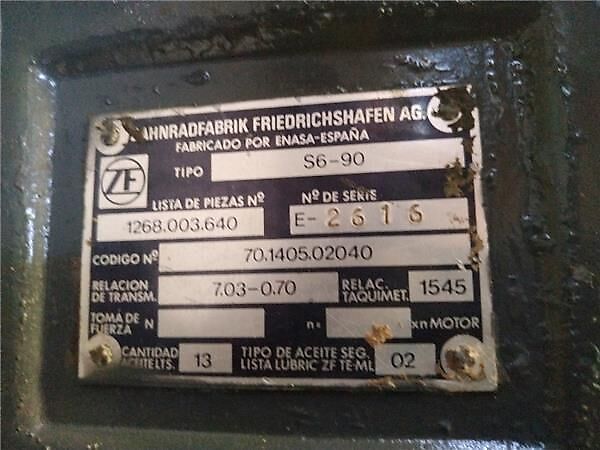 ZAHNRADFABRIK FRIEDRICHSHAFEN AG.
FABRICADO POR ENASA-ESPAÑA
ZF
TIPO S6-90
LISTA DE PIEZAS Nº Nº DE SERIE
1268.003.640 E- 2616
CODIGO Nº 70.1405.02040
RELACION DE TRANSM. 7.03-0.70 RELAC. TAQUIMET. 1545
TOMA DE FUERZA N n= xn MOTOR
CANTIDAD ACEITE LTS. 13 TIPO DE ACEITE SEG. LISTA LUBRIC ZF TE-ML 02